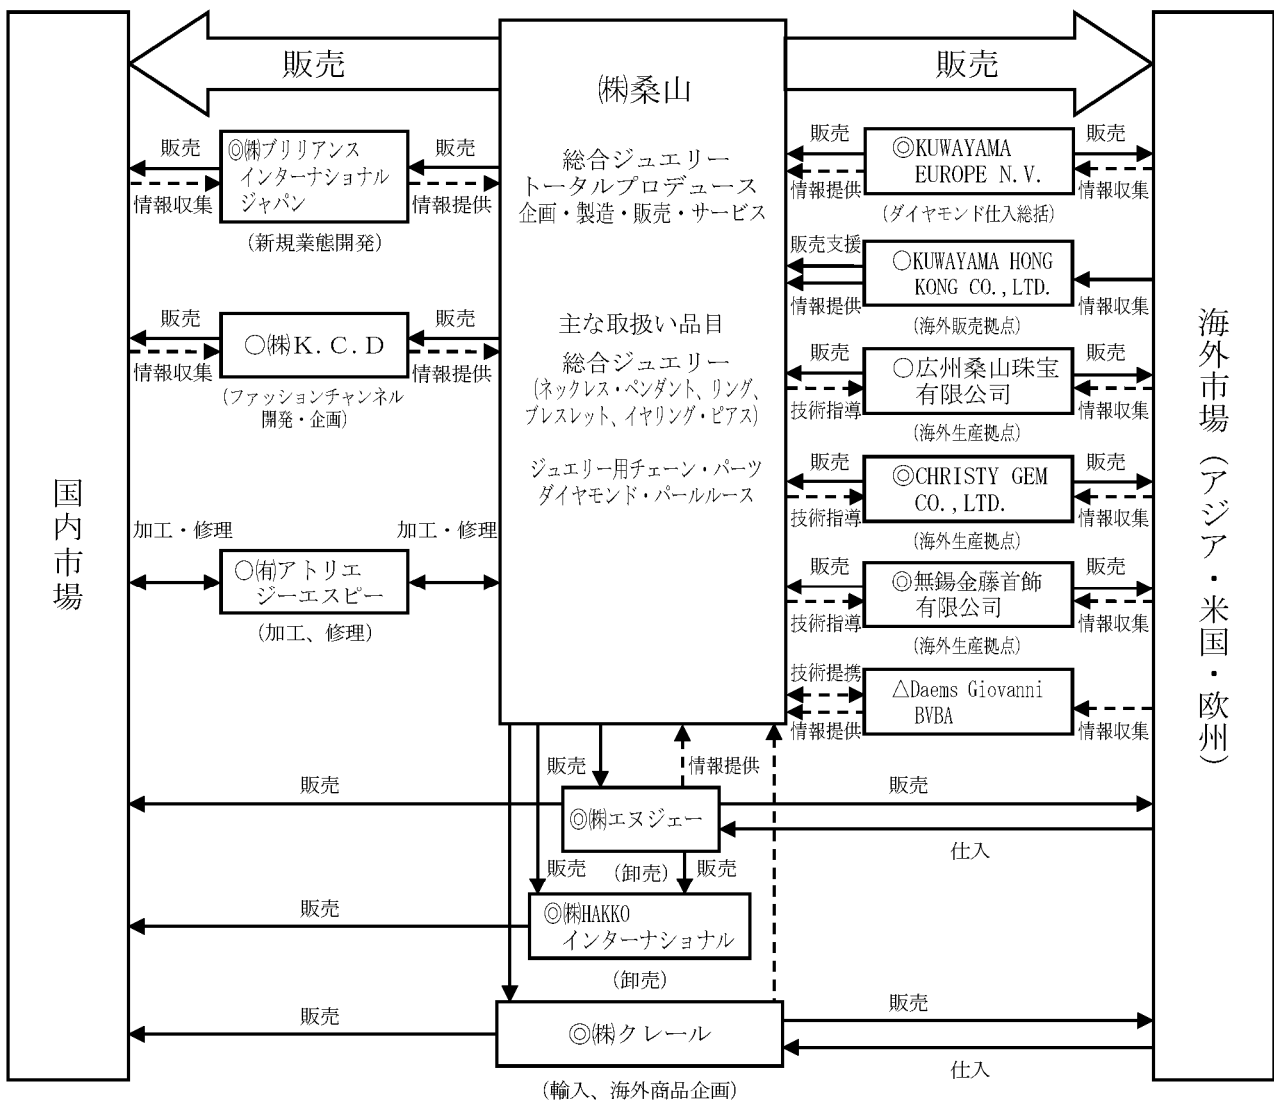 販売
販売
㈱桑山
総合ジュエリー
トータルプロデュース
企画・製造・販売・サービス
主な取扱い品目
総合ジュエリー
(ネックレス・ペンダント、リング、
ブレスレット、イヤリング・ピアス)
ジュエリー用チェーン・パーツ
ダイヤモンド・パールルース
国内市場
販売
情報収集
◎㈱ブリリアンス
インターナショナル
ジャパン
(新規業態開発)
販売
情報提供
販売
情報収集
○㈱K.C.D
(ファッションチャンネル
開発・企画)
販売
情報提供
加工・修理
○㈲アトリエ
ジーエスピー
(加工、修理)
加工・修理
販売
情報提供
◎KUWAYAMA
EUROPE N.V.
(ダイヤモンド仕入総括)
販売
情報収集
販売支援
情報提供
○KUWAYAMA HONG
KONG CO.,LTD.
(海外販売拠点)
情報収集
販売
技術指導
○広州桑山珠宝
有限公司
(海外生産拠点)
販売
情報収集
販売
技術指導
◎CHRISTY GEM
CO.,LTD.
(海外生産拠点)
販売
情報収集
販売
技術指導
◎無錫金藤首飾
有限公司
(海外生産拠点)
販売
情報収集
技術提携
情報提供
△Daems Giovanni
BVBA
情報収集
海外市場(アジア・米国・欧州)
販売
情報提供
販売
◎㈱エヌジェー
(卸売)
販売
仕入
販売
販売
販売
◎㈱HAKKO
インターナショナル
(卸売)
販売
◎㈱クレール
(輸入、海外商品企画)
販売
仕入